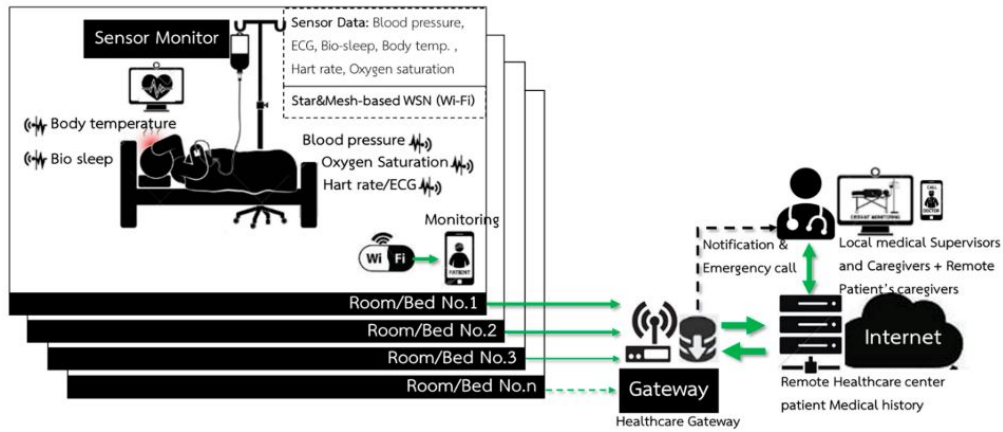 Sensor Monitor
Sensor Data: Blood pressure,
ECG, Bio-sleep, Body temp. ,
Hart rate, Oxygen saturation
Star&Mesh-based WSN (Wi-Fi)
Body temperature
Bio sleep
Blood pressure
Oxygen Saturation
Hart rate/ECG
Monitoring
Wi Fi
PATIENT
Room/Bed No.1
Room/Bed No.2
Room/Bed No.3
Room/Bed No.n
Notification &
Emergency call
CALL
DOCTOR
Local medical Supervisors
and Caregivers + Remote
Patient's caregivers
Internet
Gateway
Healthcare Gateway
Remote Healthcare center
patient Medical history